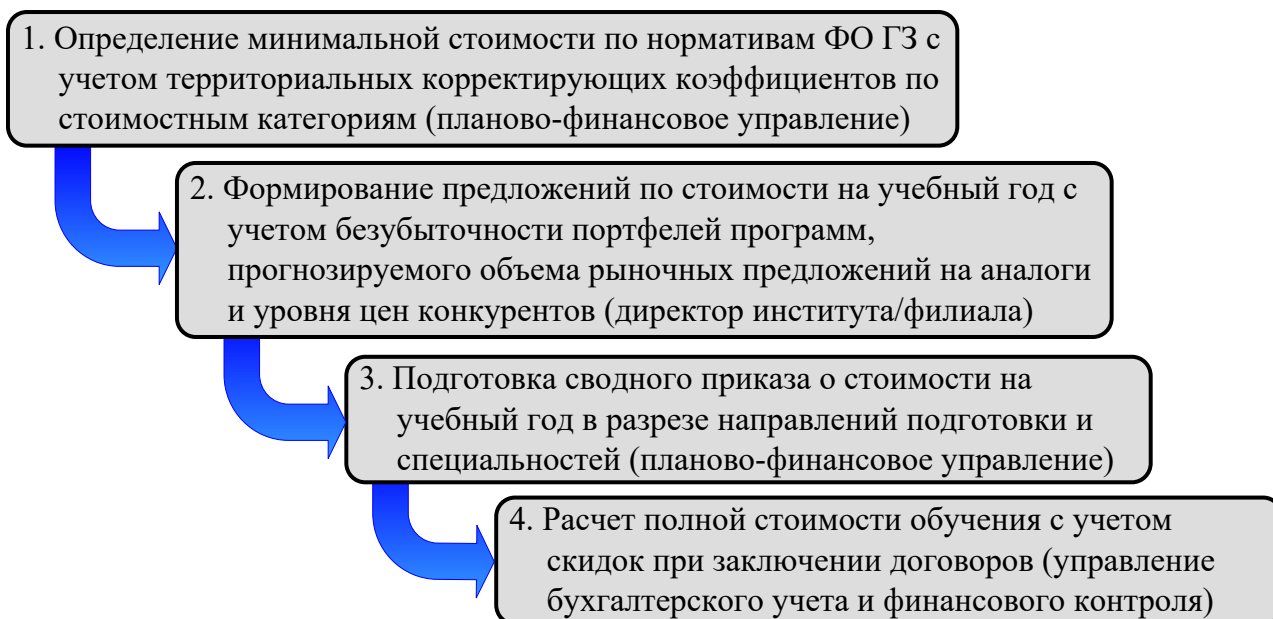 1. Определение минимальной стоимости по нормативам ФО ГЗ с
учетом территориальных корректирующих коэффициентов по
стоимостным категориям (планово-финансовое управление)
2. Формирование предложений по стоимости на учебный год с
учетом безубыточности портфелей программ,
прогнозируемого объема рыночных предложений на аналоги
и уровня цен конкурентов (директор института/филиала)
3. Подготовка сводного приказа о стоимости на
учебный год в разрезе направлений подготовки и
специальностей (планово-финансовое управление)
4. Расчет полной стоимости обучения с учетом
скидок при заключении договоров (управление
бухгалтерского учета и финансового контроля)